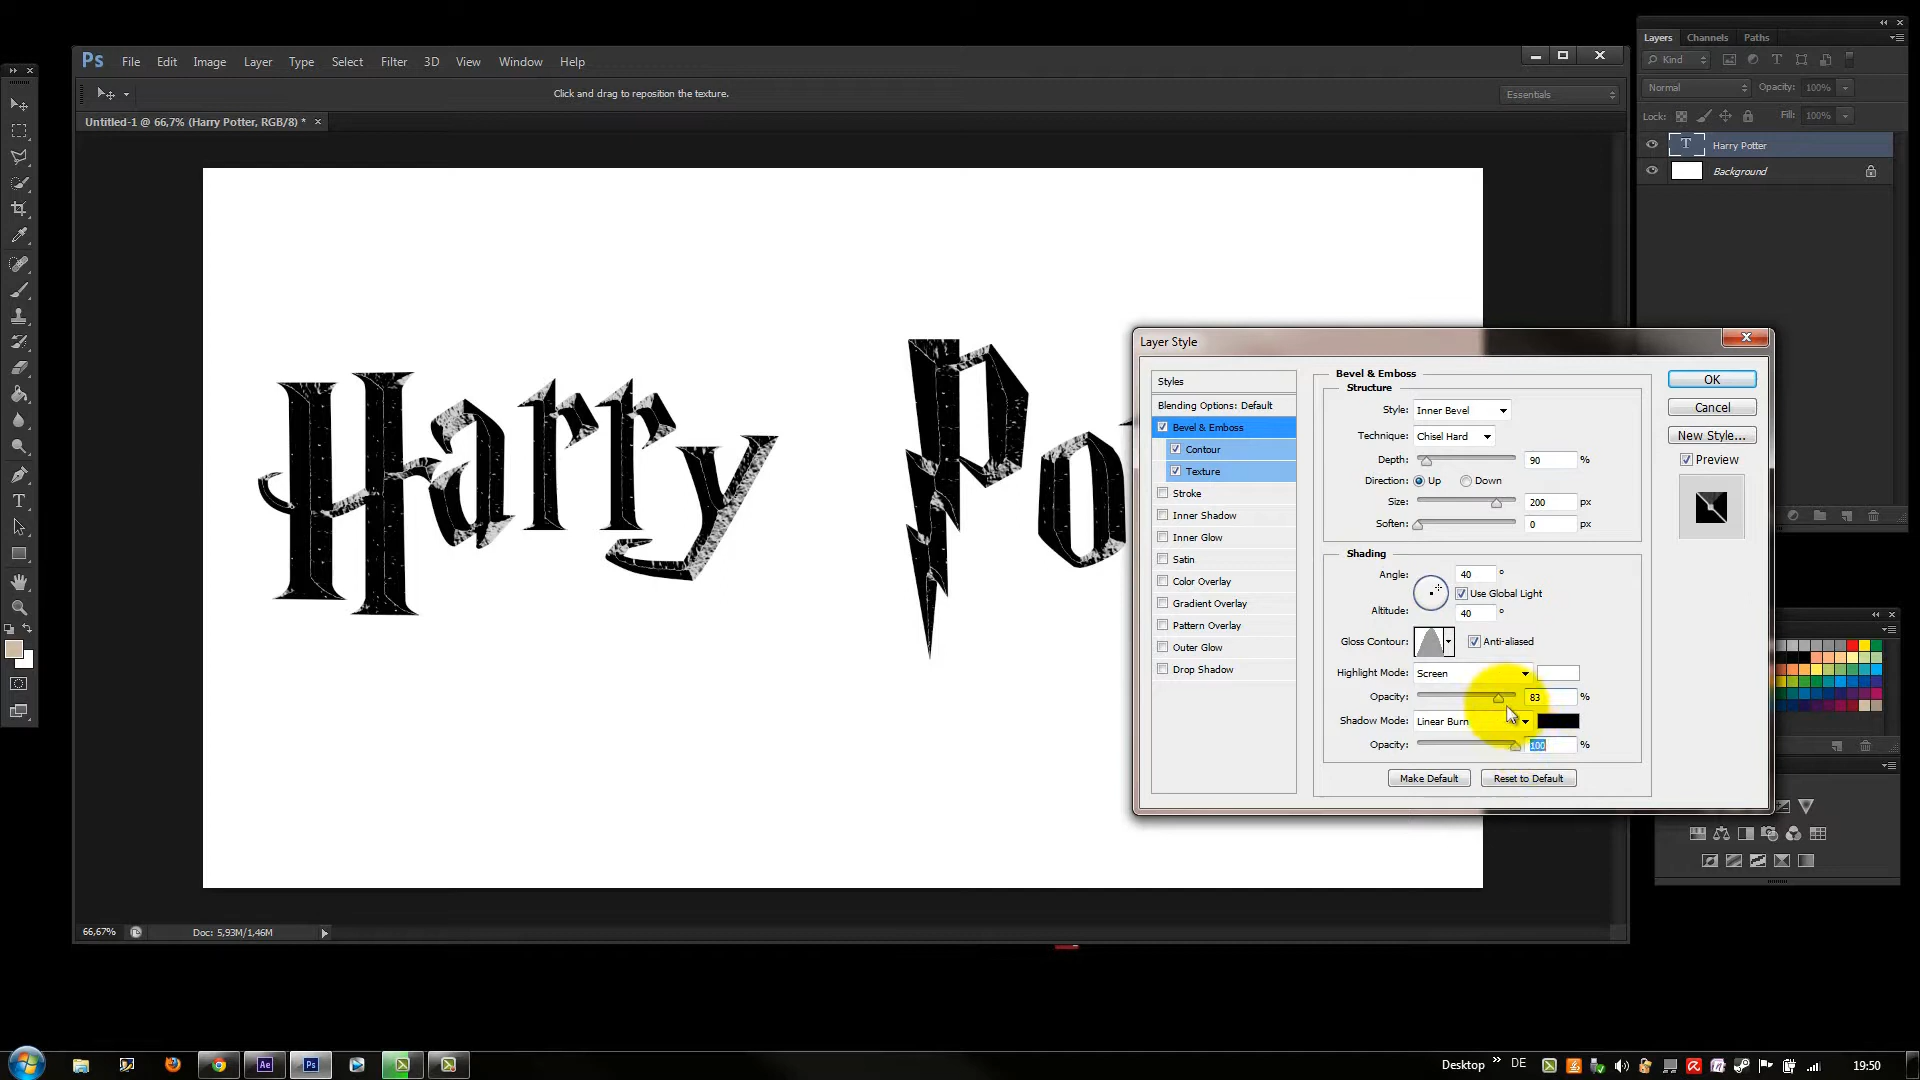 Ps File Edit Image Layer Type Select Filter 3D View Window Help
Click and drag to reposition the texture.
Essentials
Untitled-1 @ 66,7% (Harry Potter, RGB/8) *
Harry Po
66,67%
Doc: 5,93M/1,46M
Layers Channels Paths
Kind
Normal Opacity: 100%
Lock: Fill: 100%
T Harry Potter
Background
Layer Style
Styles
Blending Options: Default
Bevel & Emboss
Contour
Texture
Stroke
Inner Shadow
Inner Glow
Satin
Color Overlay
Gradient Overlay
Pattern Overlay
Outer Glow
Drop Shadow
Bevel & Emboss
Structure
Style: Inner Bevel
Technique: Chisel Hard
Depth: 90 %
Direction: Up Down
Size: 200 px
Soften: 0 px
Shading
Angle: 40 °
Use Global Light
Altitude: 40 °
Gloss Contour: Anti-aliased
Highlight Mode: Screen
Opacity: 83 %
Shadow Mode: Linear Burn
Opacity: 100 %
Make Default Reset to Default
OK
Cancel
New Style...
Preview
Ae Ps
Desktop » DE 19:50